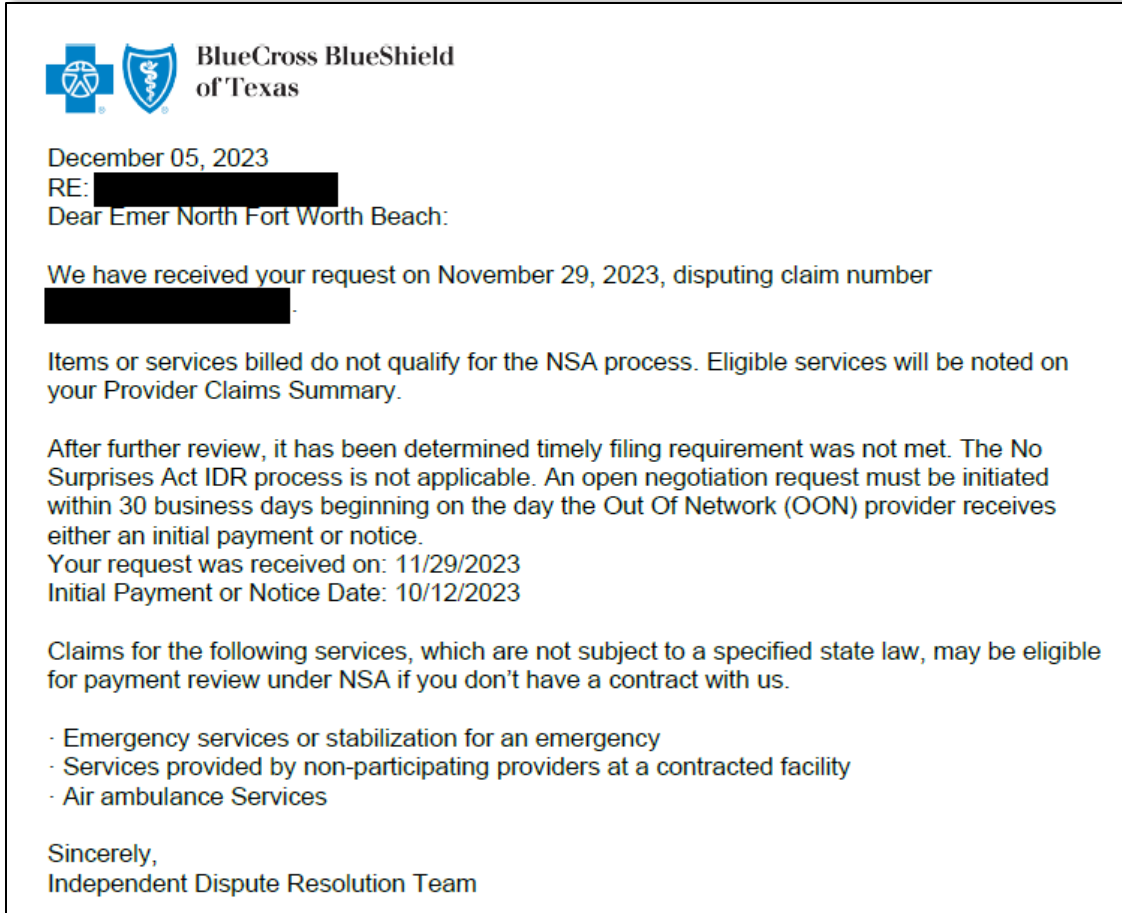 BlueCross BlueShield
of Texas
December 05, 2023
RE:
Dear Emer North Fort Worth Beach:
We have received your request on November 29, 2023, disputing claim number
.
Items or services billed do not qualify for the NSA process. Eligible services will be noted on
your Provider Claims Summary.
After further review, it has been determined timely filing requirement was not met. The No
Surprises Act IDR process is not applicable. An open negotiation request must be initiated
within 30 business days beginning on the day the Out Of Network (OON) provider receives
either an initial payment or notice.
Your request was received on: 11/29/2023
Initial Payment or Notice Date: 10/12/2023
Claims for the following services, which are not subject to a specified state law, may be eligible
for payment review under NSA if you don’t have a contract with us.
· Emergency services or stabilization for an emergency
· Services provided by non-participating providers at a contracted facility
· Air ambulance Services
Sincerely,
Independent Dispute Resolution Team